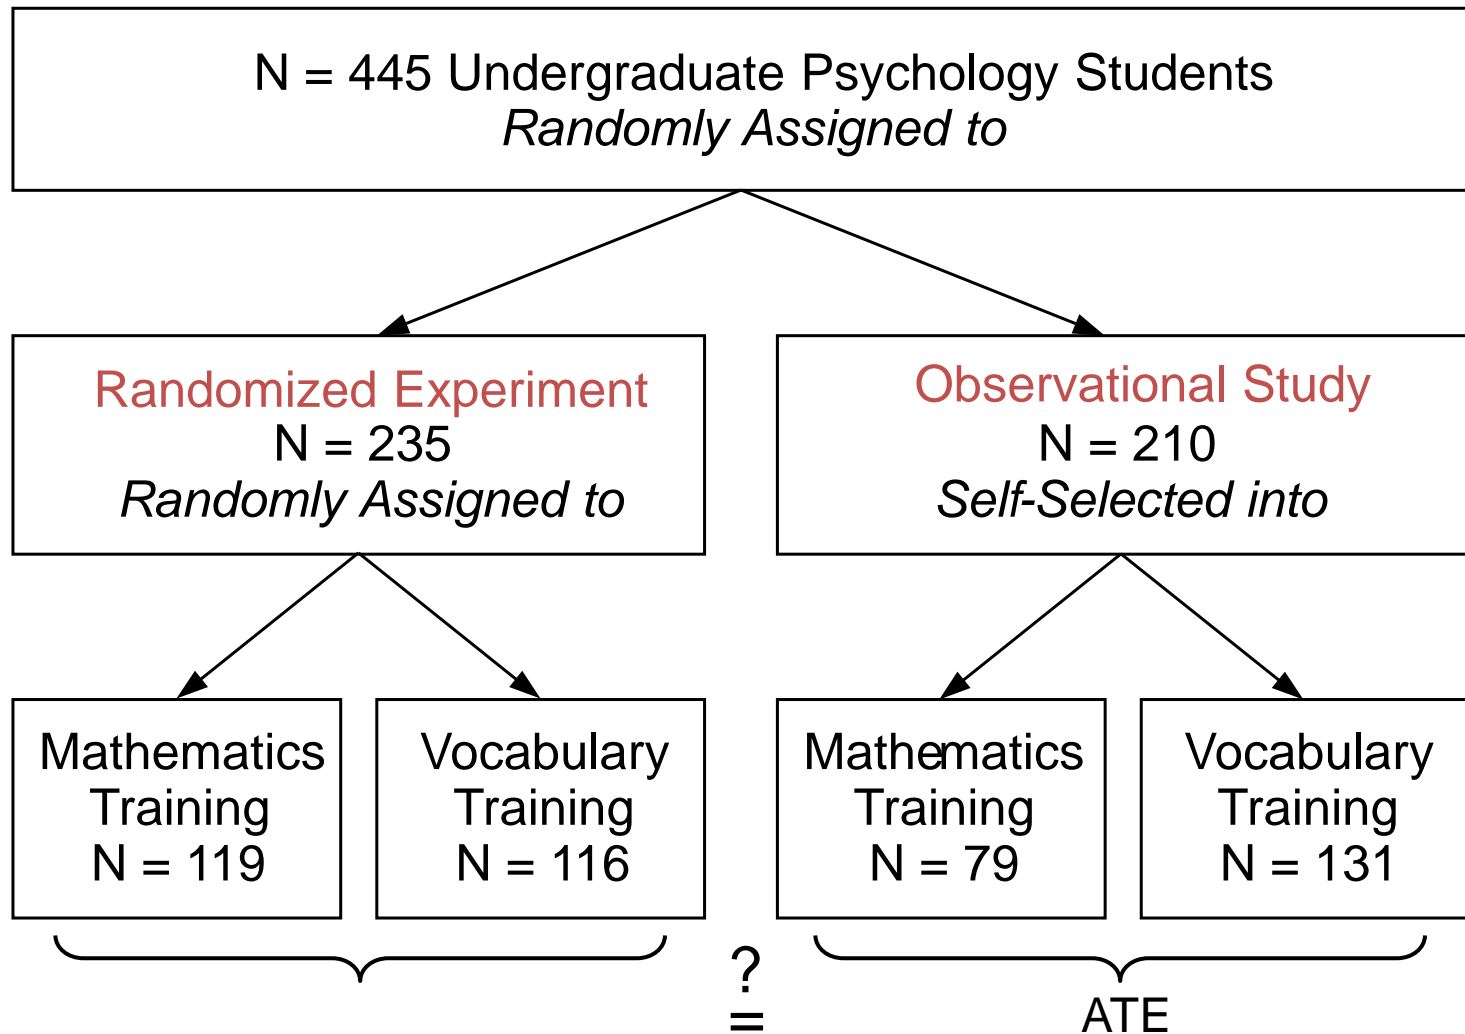 N = 445 Undergraduate Psychology Students
Randomly Assigned to
Randomized Experiment
N = 235
Randomly Assigned to
Observational Study
N = 210
Self-Selected into
Mathematics
Training
N = 119
Vocabulary
Training
N = 116
Mathematics
Training
N = 79
Vocabulary
Training
N = 131
?
=
ATE